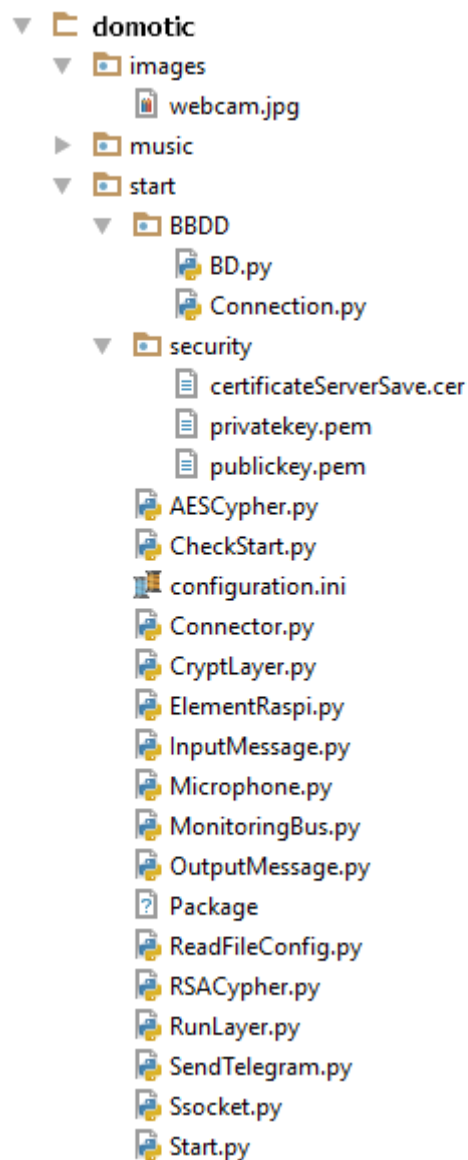 domotic
images
webcam.jpg
music
start
BBDD
BD.py
Connection.py
security
certificateServerSave.cer
privatekey.pem
publickey.pem
AESCypher.py
CheckStart.py
configuration.ini
Connector.py
CryptLayer.py
ElementRaspi.py
InputMessage.py
Microphone.py
MonitoringBus.py
OutputMessage.py
Package
ReadFileConfig.py
RSACypher.py
RunLayer.py
SendTelegram.py
Ssocket.py
Start.py